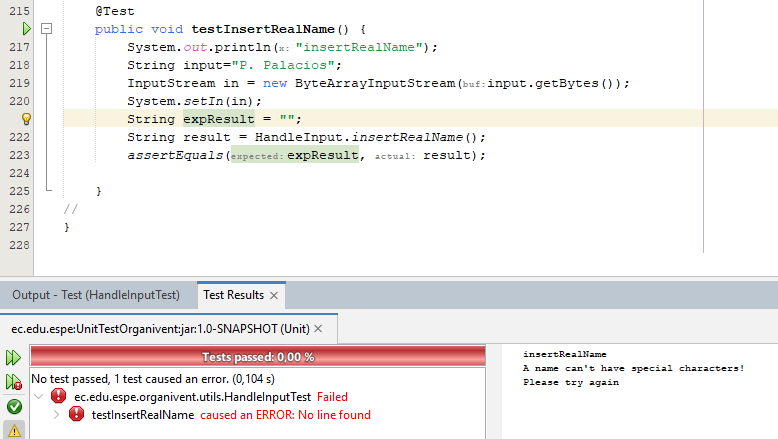 215 @Test
public void testInsertRealName() {
217 System.out.println(x: "insertRealName");
218 String input="P. Palacios";
219 InputStream in = new ByteArrayInputStream(buf:input.getBytes());
220 System.setIn(in);
String expResult = "";
222 String result = HandleInput.insertRealName();
223 assertEquals(expected: expResult, actual: result);
224
225 }
226 //
227 }
228
Output - Test (HandleInputTest) Test Results ×
ec.edu.espe:UnitTestOrganivent:jar:1.0-SNAPSHOT (Unit) ×
Tests passed: 0,00 %
No test passed, 1 test caused an error. (0,104 s)
ec.edu.espe.organivent.utils.HandleInputTest Failed
testInsertRealName caused an ERROR: No line found
insertRealName
A name can't have special characters!
Please try again